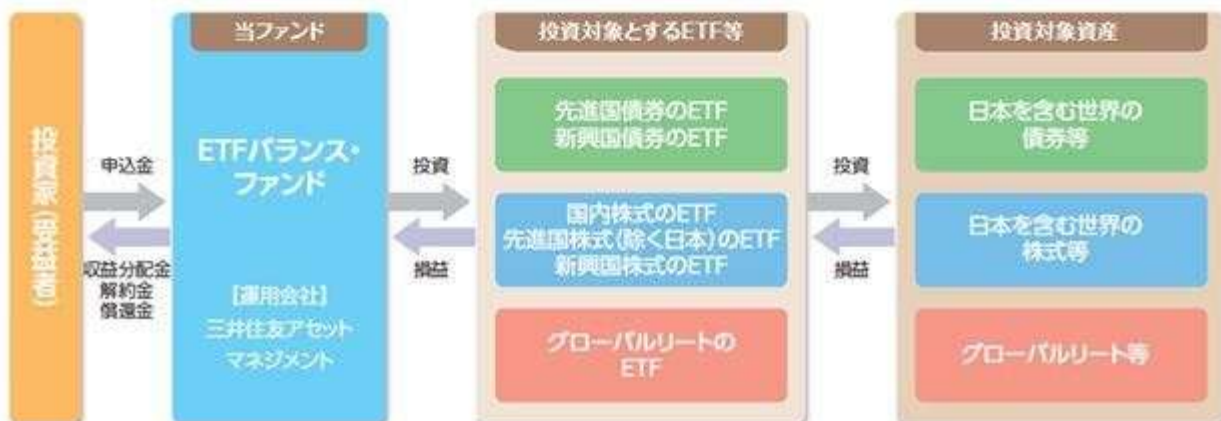 投資家(受益者)
申込金
収益分配金
解約金
償還金
当ファンド
ETFバランス・
ファンド
【運用会社】
三井住友アセット
マネジメント
投資
損益
投資対象とするETF等
先進国債券のETF
新興国債券のETF
国内株式のETF
先進国株式(除く日本)のETF
新興国株式のETF
グローバルリートの
ETF
投資
損益
投資対象資産
日本を含む世界の
債券等
日本を含む世界の
株式等
グローバルリート等